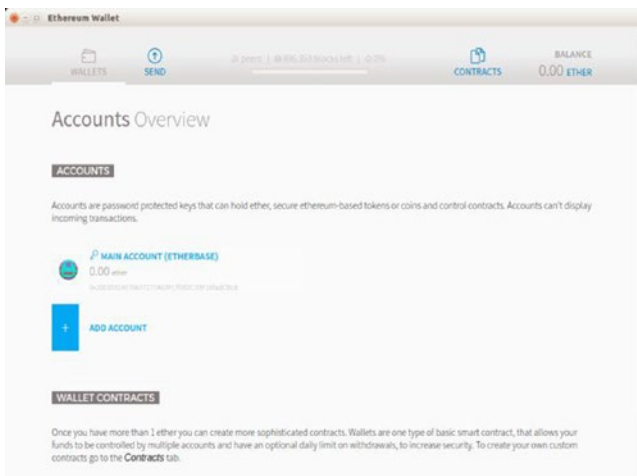 Ethereum Wallet
WALLETS
SEND
CONTRACTS
BALANCE
0.00 ETHER
Accounts Overview
ACCOUNTS
Accounts are password protected keys that can hold ether, secure ethereum-based tokens or coins and control contracts. Accounts can't display
incoming transactions.
MAIN ACCOUNT (ETHERBASE)
0.00 ether
+
ADD ACCOUNT
WALLET CONTRACTS
Once you have more than 1 ether you can create more sophisticated contracts. Wallets are one type of basic smart contract, that allows your
funds to be controlled by multiple accounts and have an optional daily limit on withdrawals, to increase security. To create your own custom
contracts go to the Contracts tab.